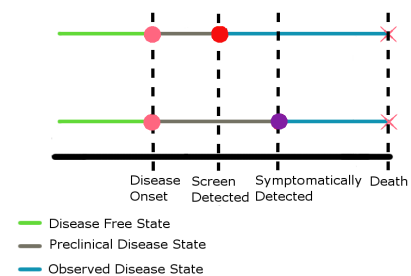 Disease Onset
Screen Detected
Symptomatically Detected
Death
Disease Free State
Preclinical Disease State
Observed Disease State